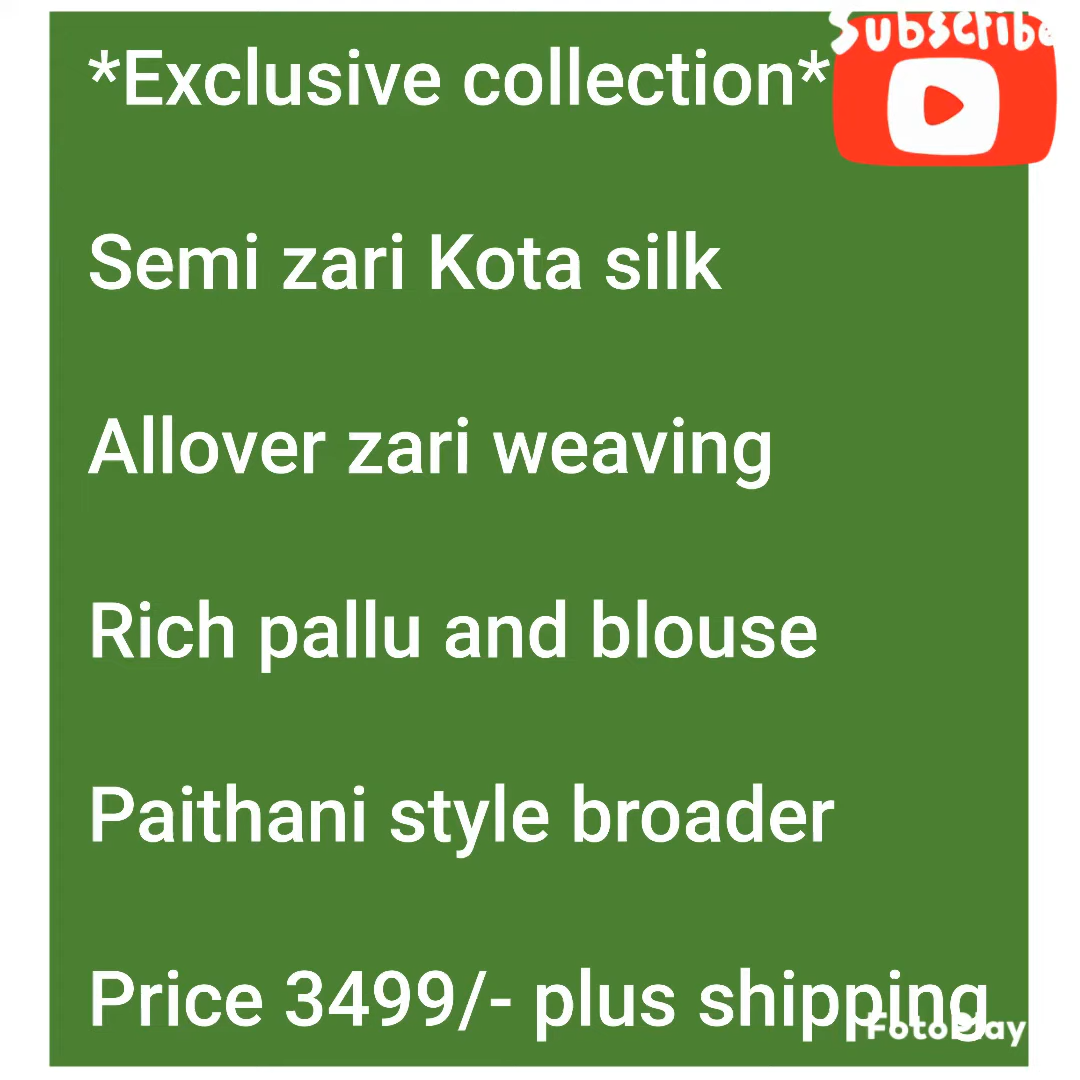 Subscribe
*Exclusive collection*
Semi zari Kota silk
Allover zari weaving
Rich pallu and blouse
Paithani style broader
Price 3499/- plus shipping
FotoPlay